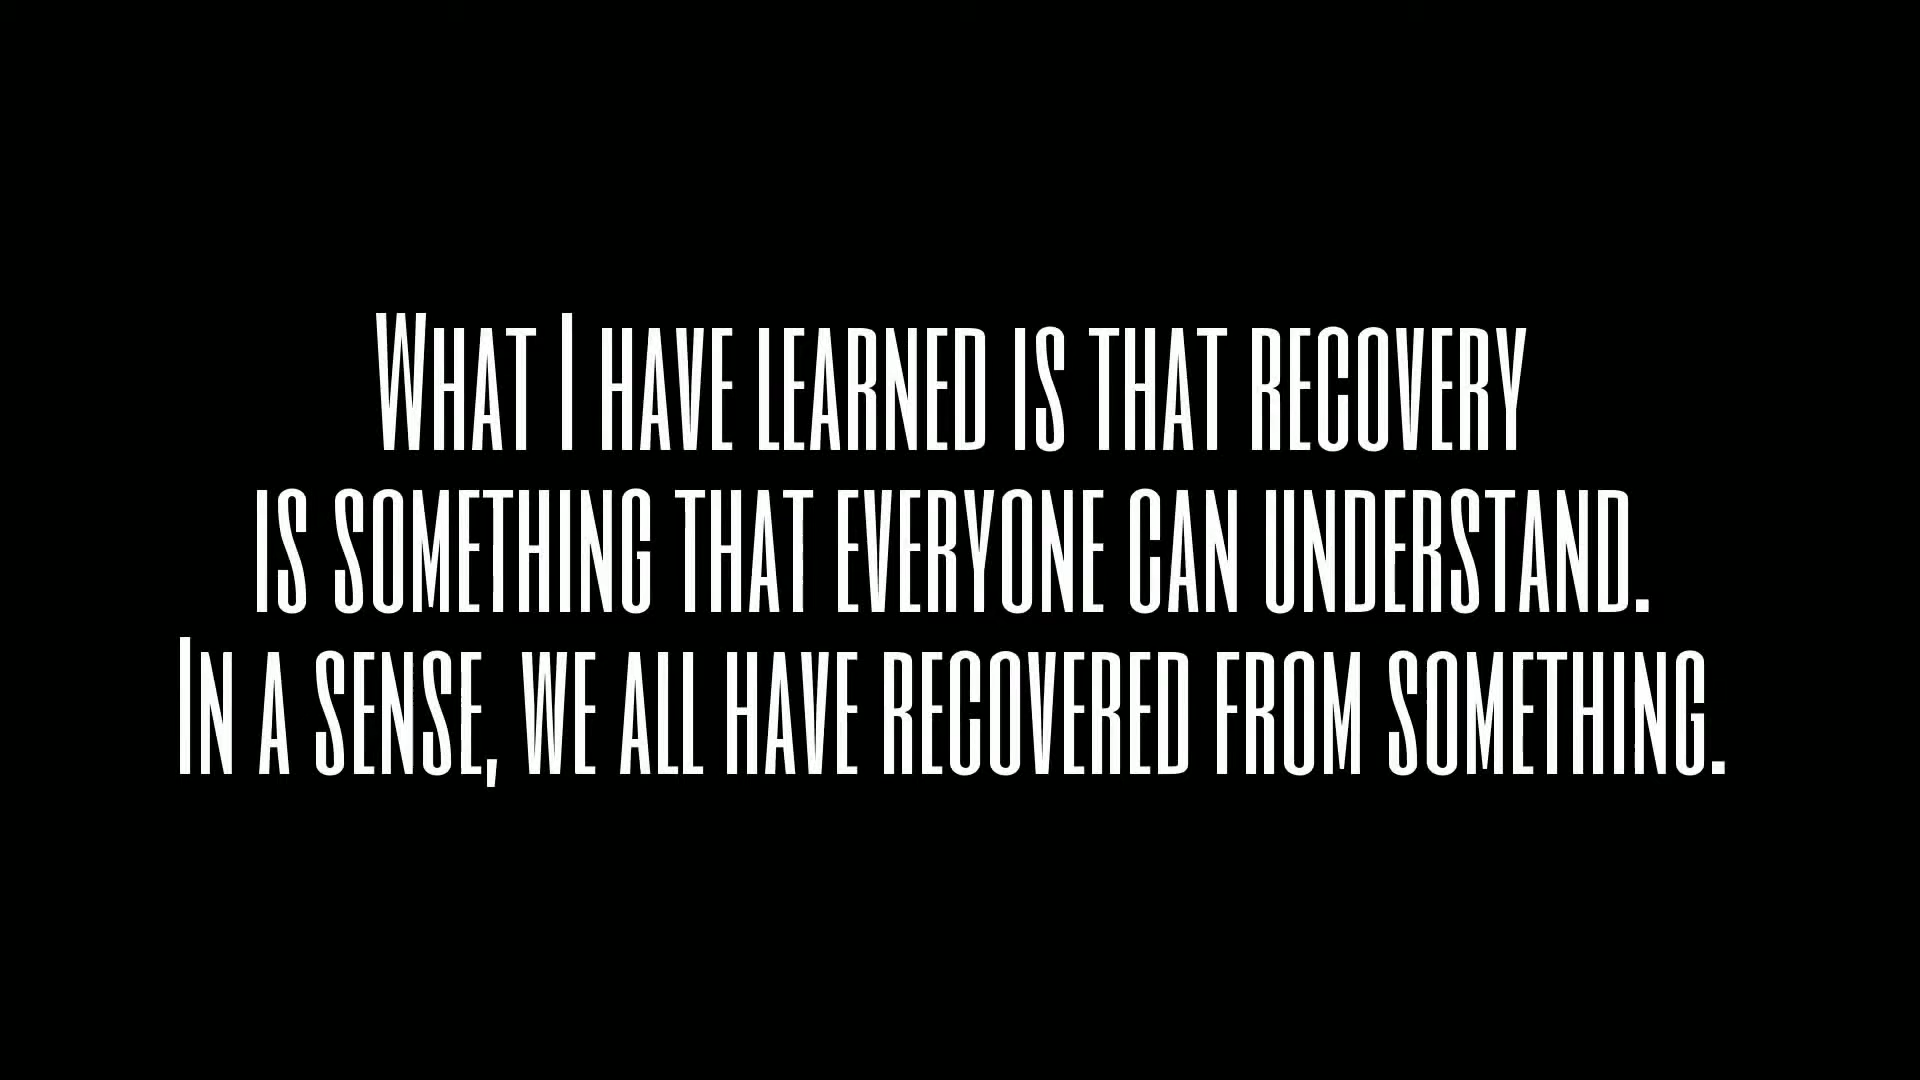 What I have learned is that recovery
is something that everyone can understand.
In a sense, we all have recovered from something.